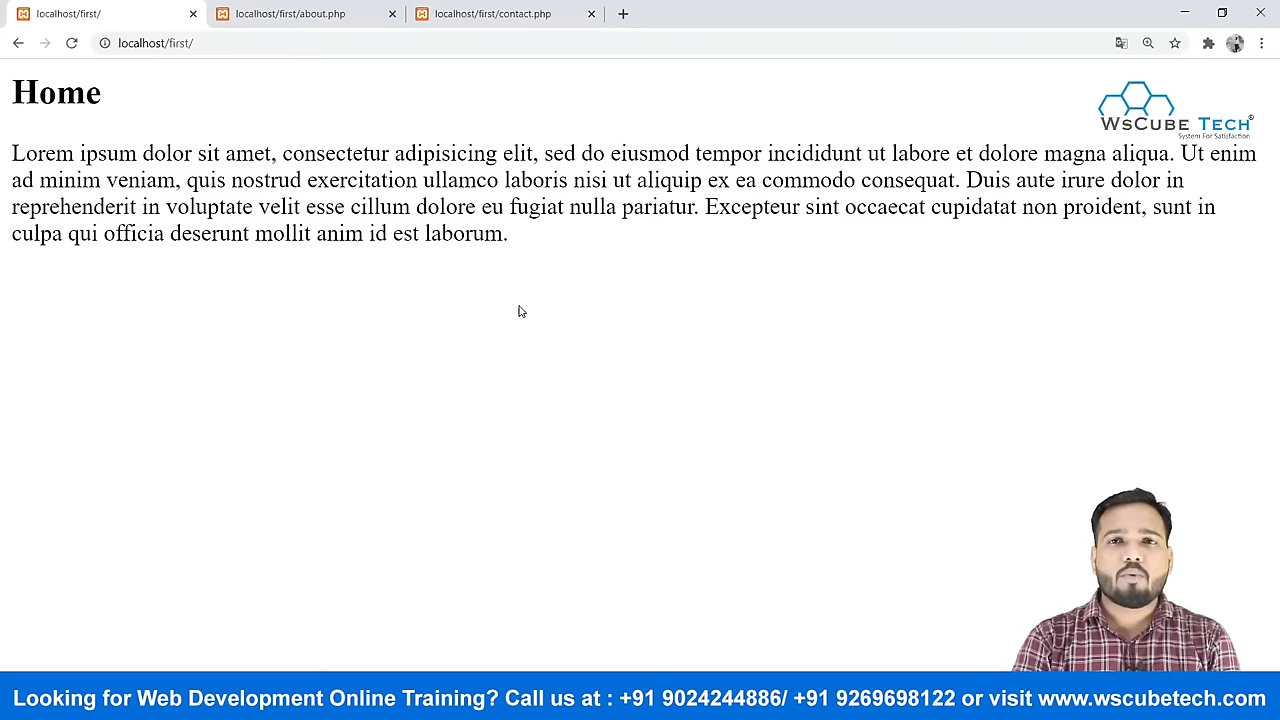 localhost/first/
localhost/first/about.php
localhost/first/contact.php
localhost/first/
Home
WsCube Tech®
System For Satisfaction
Lorem ipsum dolor sit amet, consectetur adipisicing elit, sed do eiusmod tempor incididunt ut labore et dolore magna aliqua. Ut enim
ad minim veniam, quis nostrud exercitation ullamco laboris nisi ut aliquip ex ea commodo consequat. Duis aute irure dolor in
reprehenderit in voluptate velit esse cillum dolore eu fugiat nulla pariatur. Excepteur sint occaecat cupidatat non proident, sunt in
culpa qui officia deserunt mollit anim id est laborum.
Looking for Web Development Online Training? Call us at : +91 9024244886/ +91 9269698122 or visit www.wscubetech.com